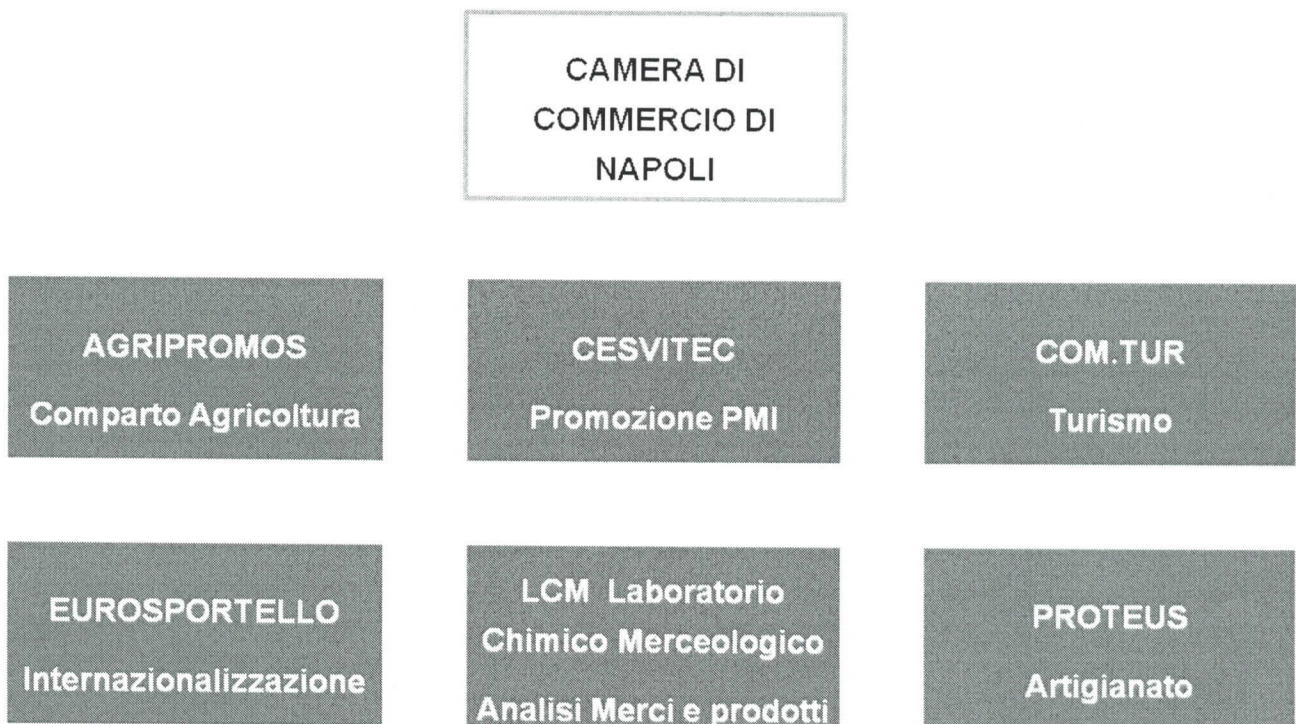 CAMERA DI
COMMERCIO DI
NAPOLI
AGRIPROMOS
Comparto Agricoltura
CESVITEC
Promozione PMI
COM.TUR
Turismo
EUROSPORTELLO
Internazionalizzazione
LCM Laboratorio
Chimico Merceologico
Analisi Merci e prodotti
PROTEUS
Artigianato